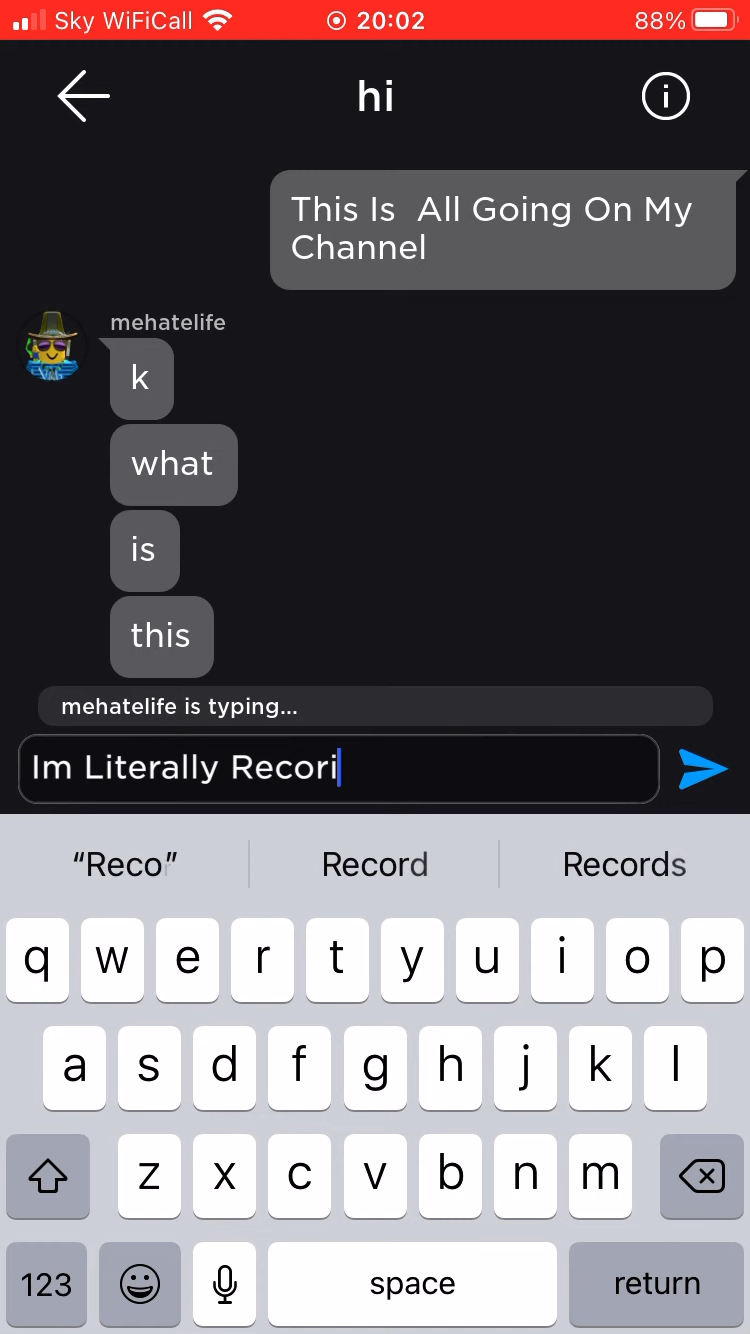 Sky WiFiCall 20:02 88%
hi
This Is  All Going On My
Channel
mehatelife
k
what
is
this
mehatelife is typing...
Im Literally Recori
“Reco” Record Records
q w e r t y u i o p
a s d f g h j k l
z x c v b n m
123 space return